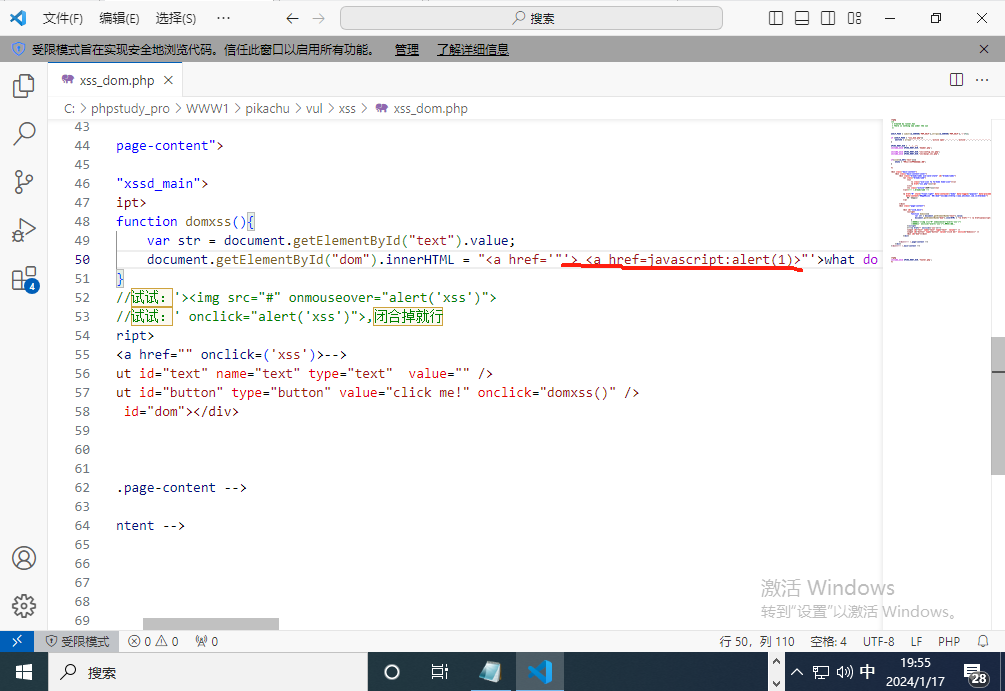 文件(F) 编辑(E) 选择(S) ··· 搜索
受限模式旨在实现安全地浏览代码。信任此窗口以启用所有功能。 管理 了解详细信息
xss_dom.php
C: > phpstudy_pro > WWW1 > pikachu > vul > xss > xss_dom.php
43
44 page-content">
45
46 "xssd_main">
47 ipt>
48 function domxss(){
49 var str = document.getElementById("text").value;
50 document.getElementById("dom").innerHTML = "<a href='"'> <a href=javascript:alert(1)>"'>what do
51 }
52 //试试：'><img src="#" onmouseover="alert('xss')">
53 //试试：' onclick="alert('xss')">,闭合掉就行
54 ript>
55 <a href="" onclick=('xss')>-->
56 ut id="text" name="text" type="text"  value="" />
57 ut id="button" type="button" value="click me!" onclick="domxss()" />
58 id="dom"></div>
59
60
61
62 .page-content -->
63
64 ntent -->
65
66
67
68
69
4
激活 Windows
转到"设置"以激活 Windows。
受限模式 0 0 0 行 50，列 110 空格: 4 UTF-8 LF PHP
搜索 中 19:55
2024/1/17 28